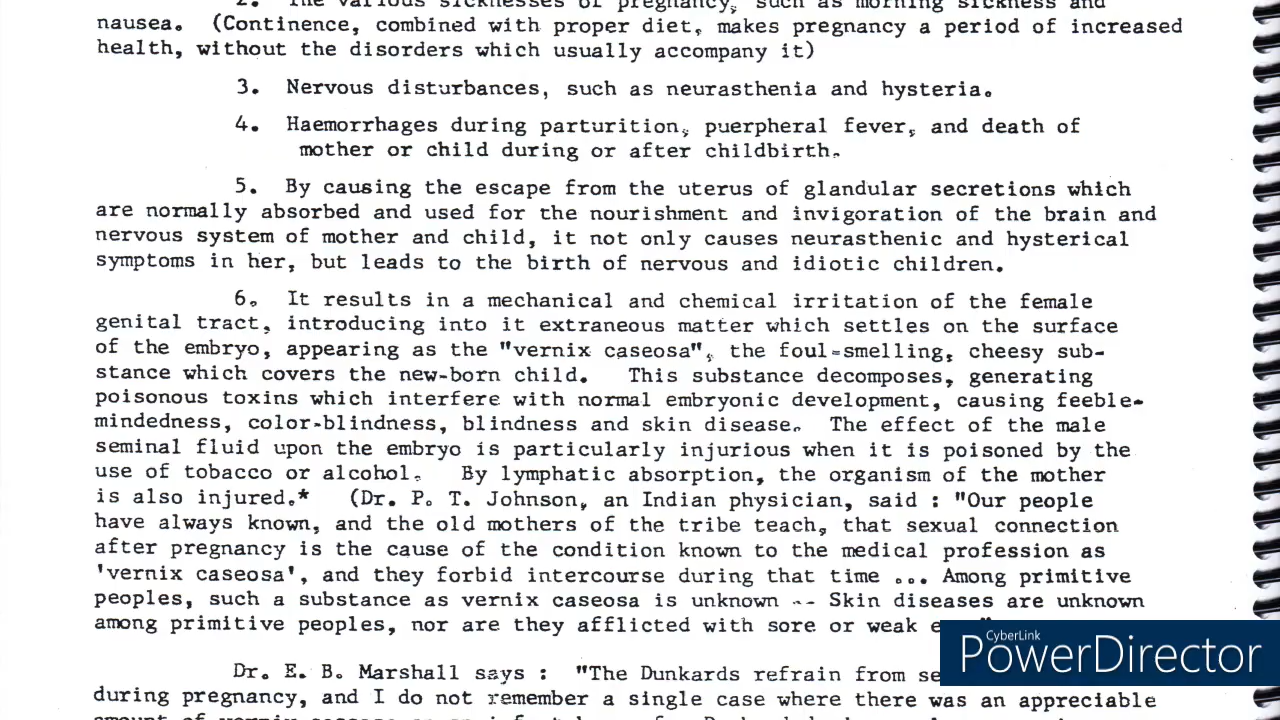 2. The various sicknesses of pregnancy, such as morning sickness and
nausea. (Continence, combined with proper diet, makes pregnancy a period of increased
health, without the disorders which usually accompany it)
3. Nervous disturbances, such as neurasthenia and hysteria.
4. Haemorrhages during parturition, puerpheral fever, and death of
mother or child during or after childbirth.
5. By causing the escape from the uterus of glandular secretions which
are normally absorbed and used for the nourishment and invigoration of the brain and
nervous system of mother and child, it not only causes neurasthenic and hysterical
symptoms in her, but leads to the birth of nervous and idiotic children.
6. It results in a mechanical and chemical irritation of the female
genital tract, introducing into it extraneous matter which settles on the surface
of the embryo, appearing as the "vernix caseosa", the foul-smelling, cheesy sub-
stance which covers the new-born child. This substance decomposes, generating
poisonous toxins which interfere with normal embryonic development, causing feeble-
mindedness, color-blindness, blindness and skin disease. The effect of the male
seminal fluid upon the embryo is particularly injurious when it is poisoned by the
use of tobacco or alcohol. By lymphatic absorption, the organism of the mother
is also injured.* (Dr. P. T. Johnson, an Indian physician, said : "Our people
have always known, and the old mothers of the tribe teach, that sexual connection
after pregnancy is the cause of the condition known to the medical profession as
'vernix caseosa', and they forbid intercourse during that time ... Among primitive
peoples, such a substance as vernix caseosa is unknown -- Skin diseases are unknown
among primitive peoples, nor are they afflicted with sore or weak
Dr. E. B. Marshall says : "The Dunkards refrain from
during pregnancy, and I do not remember a single case where there was an appreciable
CyberLink
PowerDirector